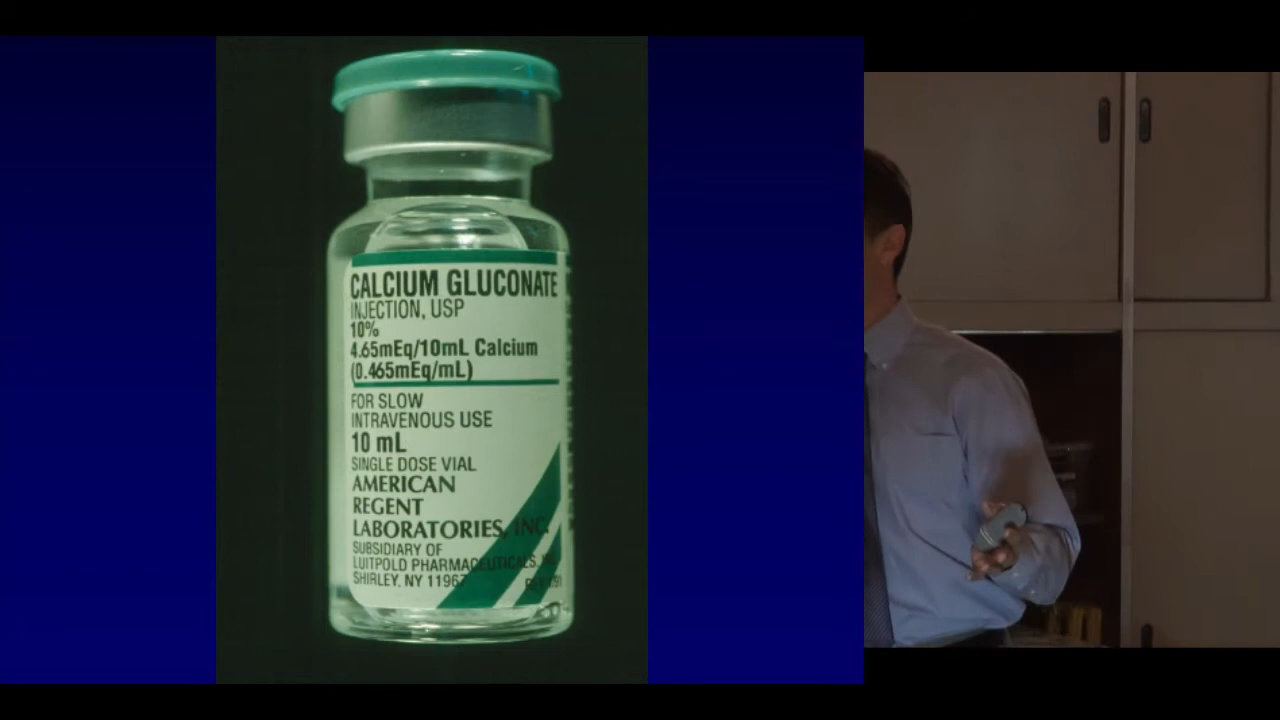 CALCIUM GLUCONATE
INJECTION, USP
10%
4.65mEq/10mL Calcium
(0.465mEq/mL)
FOR SLOW
INTRAVENOUS USE
10 mL
SINGLE DOSE VIAL
AMERICAN
REGENT
LABORATORIES, INC.
SUBSIDIARY OF
LUITPOLD PHARMACEUTICALS,
SHIRLEY, NY 11967